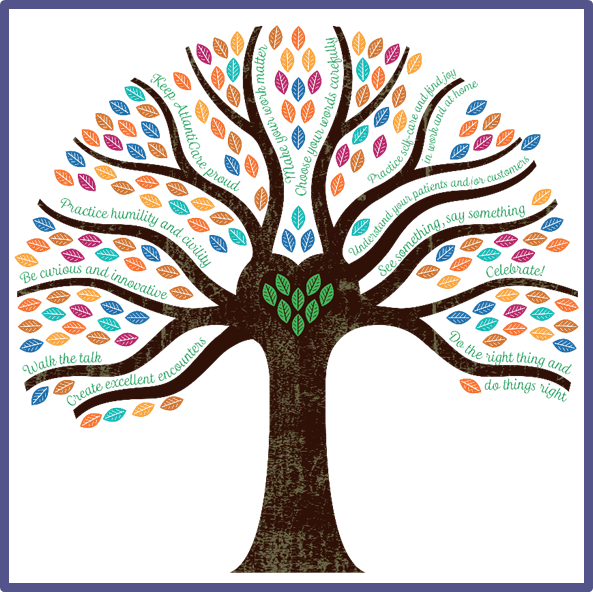 Create excellent encounters
Walk the talk
Be curious and innovative
Practice humility and civility
Keep AtlantiCare proud
Make your work matter
Choose your words carefully
Practice self-care and find joy
in work and at home
Understand your patients and/or customers
See something, say something
Celebrate!
Do the right thing and
do things right